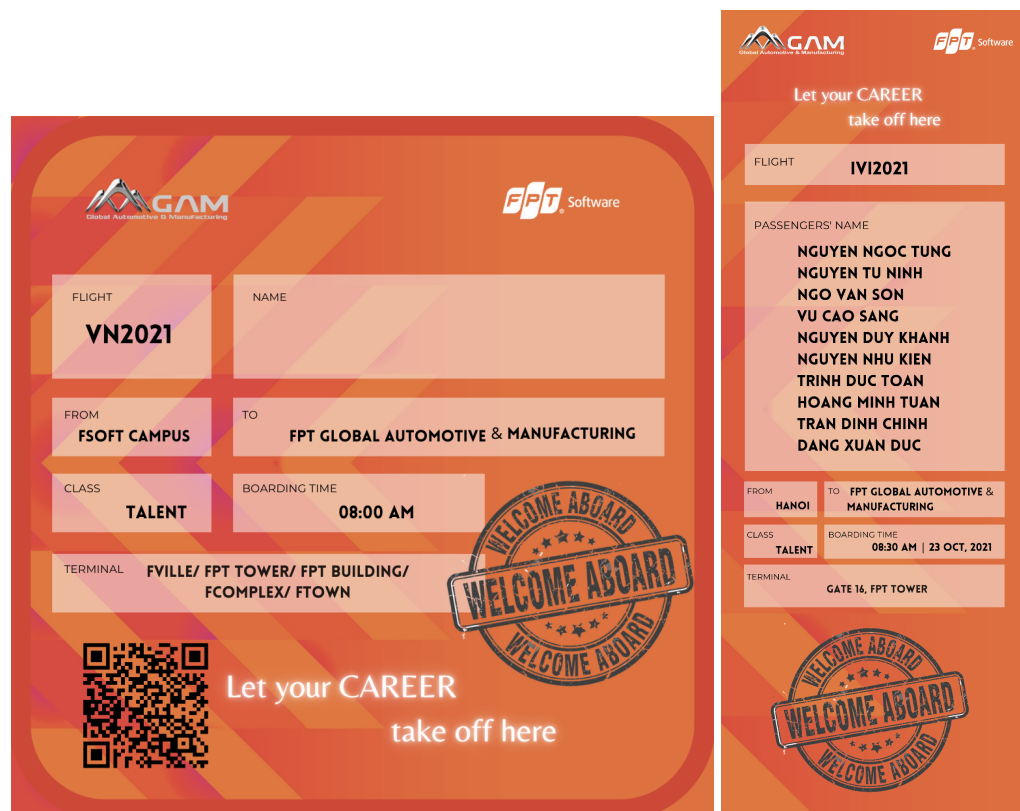 GAM
Global Automotive & Manufacturing
FPT Software
FLIGHT
VN2021
NAME
FROM
FSOFT CAMPUS
TO
FPT GLOBAL AUTOMOTIVE & MANUFACTURING
CLASS
TALENT
BOARDING TIME
08:00 AM
TERMINAL
FVILLE/ FPT TOWER/ FPT BUILDING/
FCOMPLEX/ FTOWN
WELCOME ABOARD
WELCOME ABOARD
WELCOME ABOARD
Let your CAREER
take off here
GAM
Global Automotive & Manufacturing
FPT Software
Let your CAREER
take off here
FLIGHT
IVI2021
PASSENGERS' NAME
NGUYEN NGOC TUNG
NGUYEN TU NINH
NGO VAN SON
VU CAO SANG
NGUYEN DUY KHANH
NGUYEN NHU KIEN
TRINH DUC TOAN
HOANG MINH TUAN
TRAN DINH CHINH
DANG XUAN DUC
FROM
HANOI
TO FPT GLOBAL AUTOMOTIVE &
MANUFACTURING
CLASS
TALENT
BOARDING TIME
08:30 AM | 23 OCT, 2021
TERMINAL
GATE 16, FPT TOWER
WELCOME ABOARD
WELCOME ABOARD
WELCOME ABOARD